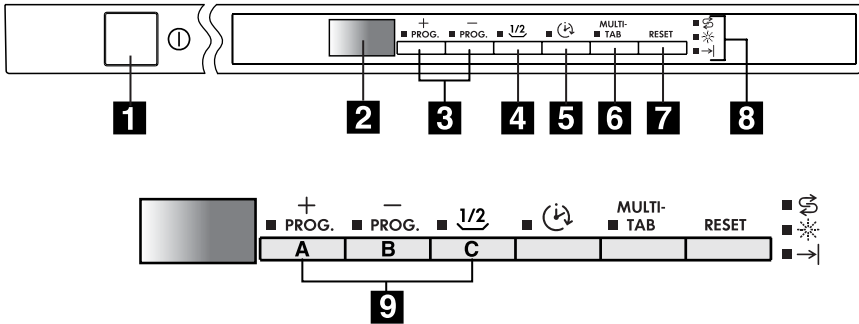 + − MULTI-
PROG. PROG. 1/2 TAB RESET
1 2 3 4 5 6 7 8
+ − MULTI-
PROG. PROG. 1/2 TAB RESET
A B C
9